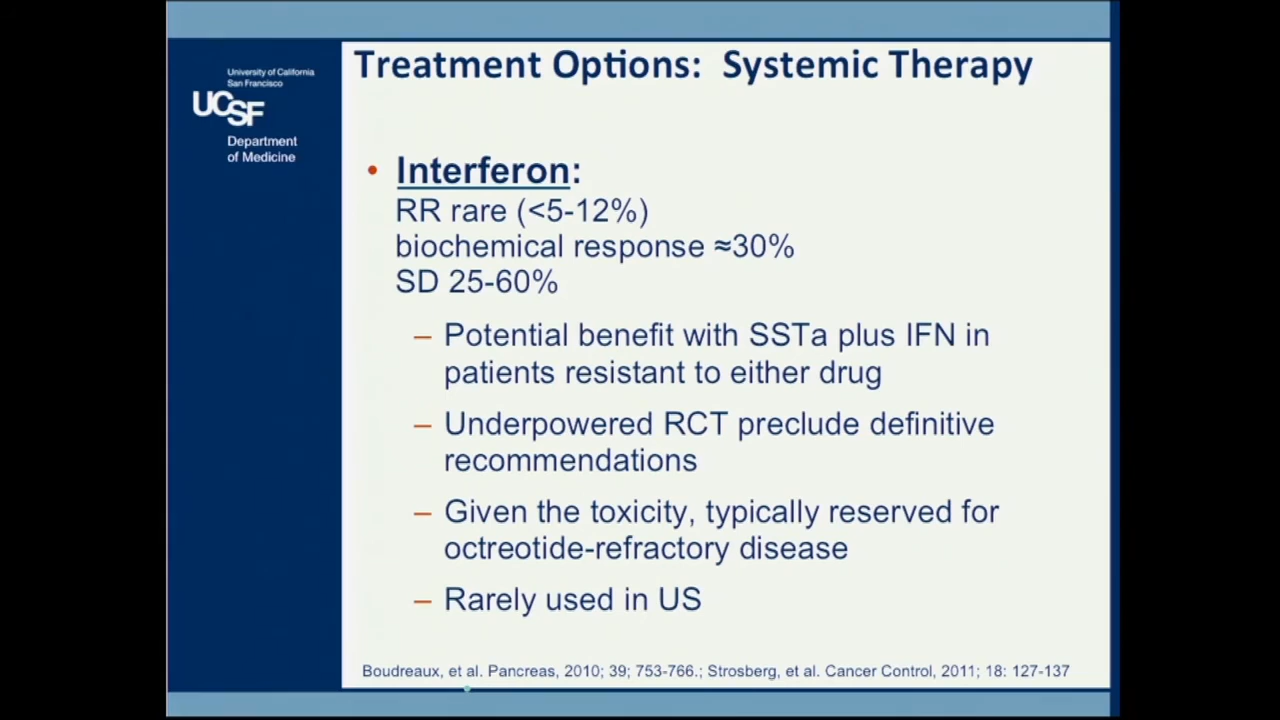 University of California
San Francisco
UCSF
Department
of Medicine
Treatment Options: Systemic Therapy
• Interferon:
RR rare (<5-12%)
biochemical response ≈30%
SD 25-60%
– Potential benefit with SSTa plus IFN in
patients resistant to either drug
– Underpowered RCT preclude definitive
recommendations
– Given the toxicity, typically reserved for
octreotide-refractory disease
– Rarely used in US
Boudreaux, et al. Pancreas, 2010; 39; 753-766.; Strosberg, et al. Cancer Control, 2011; 18: 127-137